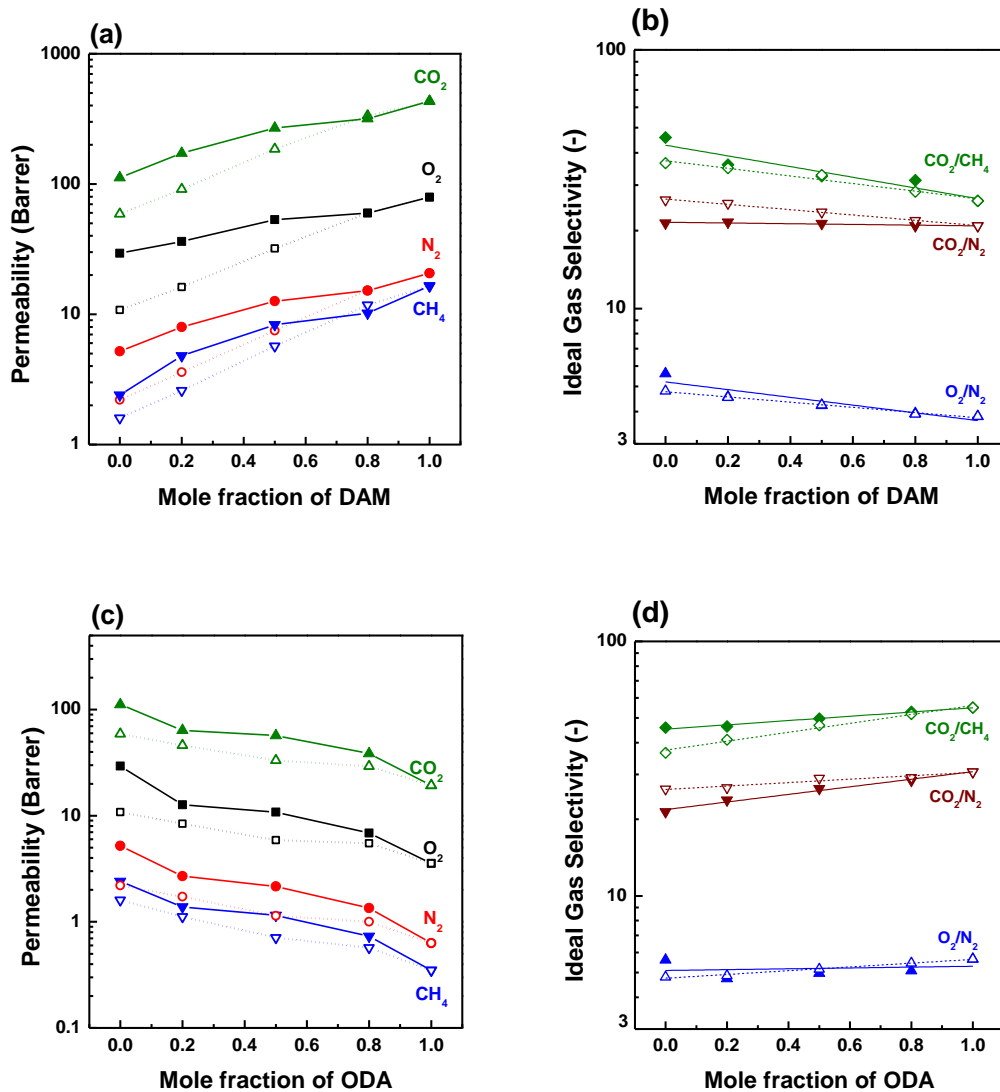 (a)
1000
100
10
1
Permeability (Barrer)
CO₂
O₂
N₂
CH₄
0.0 0.2 0.4 0.6 0.8 1.0
Mole fraction of DAM
(b)
100
10
3
Ideal Gas Selectivity (-)
CO₂/CH₄
CO₂/N₂
O₂/N₂
0.0 0.2 0.4 0.6 0.8 1.0
Mole fraction of DAM
(c)
100
10
1
0.1
Permeability (Barrer)
CO₂
O₂
N₂
CH₄
0.0 0.2 0.4 0.6 0.8 1.0
Mole fraction of ODA
(d)
100
10
3
Ideal Gas Selectivity (-)
CO₂/CH₄
CO₂/N₂
O₂/N₂
0.0 0.2 0.4 0.6 0.8 1.0
Mole fraction of ODA